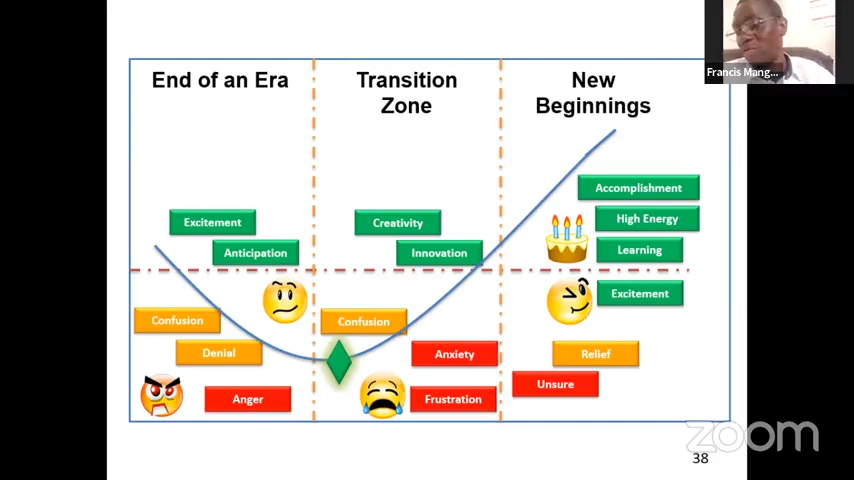 Francis Mang...
End of an Era
Transition
Zone
New
Beginnings
Excitement
Anticipation
Confusion
Denial
Anger
Creativity
Innovation
Confusion
Anxiety
Frustration
Accomplishment
High Energy
Learning
Excitement
Relief
Unsure
zoom
38